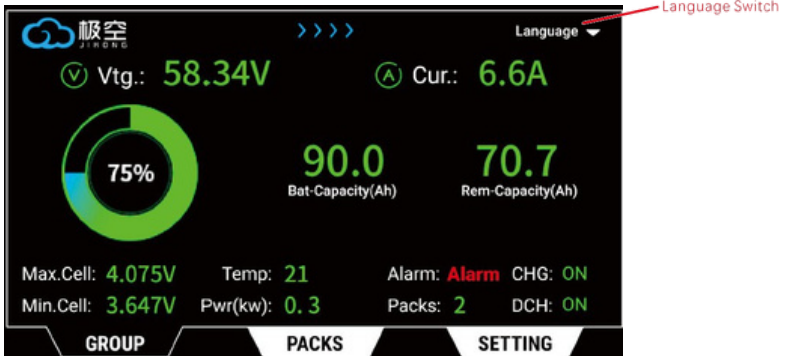 Language Switch
极空
JIKONG
>>>>
Language
V Vtg.: 58.34V
A Cur.: 6.6A
75%
90.0
70.7
Bat-Capacity(Ah)
Rem-Capacity(Ah)
Max.Cell: 4.075V Temp: 21 Alarm: Alarm CHG: ON
Min.Cell: 3.647V Pwr(kw): 0.3 Packs: 2 DCH: ON
GROUP PACKS SETTING